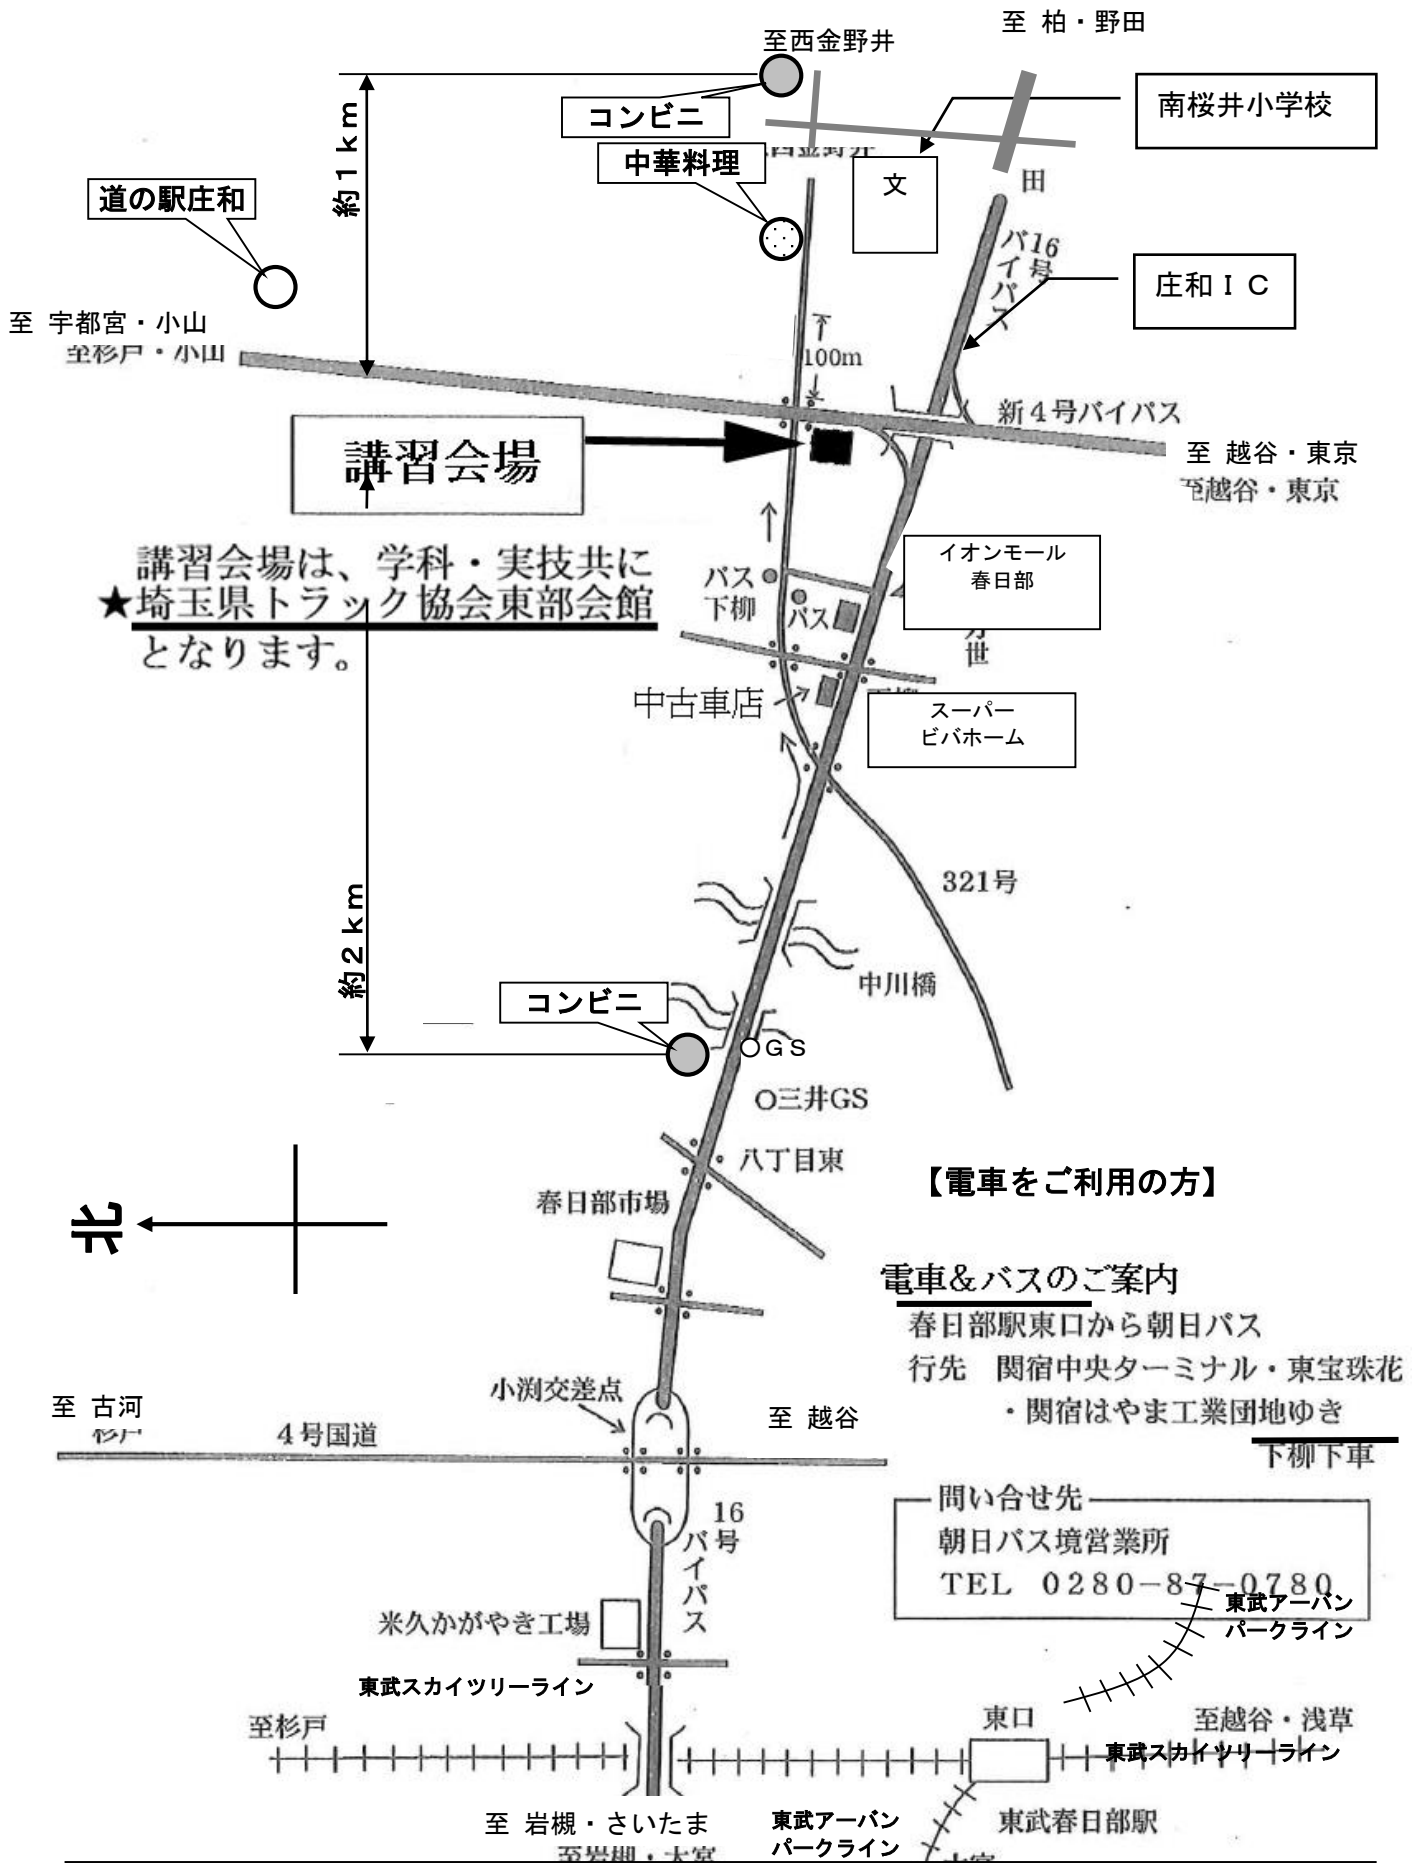 至 柏・野田
至西金野井
南桜井小学校
コンビニ
約１ｋｍ
中華料理
文
田
道の駅庄和
16号
バイパス
庄和ＩＣ
至 宇都宮・小山
至杉戸・小山
100m
新４号バイパス
至 越谷・東京
至越谷・東京
講習会場
講習会場は、学科・実技共に
★埼玉県トラック協会東部会館
となります。
イオンモール
春日部
バス
下柳
バス
世
中古車店
スーパー
ビバホーム
321号
約２ｋｍ
中川橋
コンビニ
ＧＳ
三井GS
八丁目東
【電車をご利用の方】
春日部市場
北
電車&バスのご案内
春日部駅東口から朝日バス
行先 関宿中央ターミナル・東宝珠花
・関宿はやま工業団地ゆき
下柳下車
小渕交差点
至 古河
至 越谷
４号国道
問い合せ先
朝日バス境営業所
TEL 0280-87-0780
16号
バイパス
東武アーバン
パークライン
米久かがやき工場
東武スカイツリーライン
至杉戸
東口
至越谷・浅草
東武スカイツリーライン
至 岩槻・さいたま
至岩槻・大宮
東武アーバン
パークライン
東武春日部駅